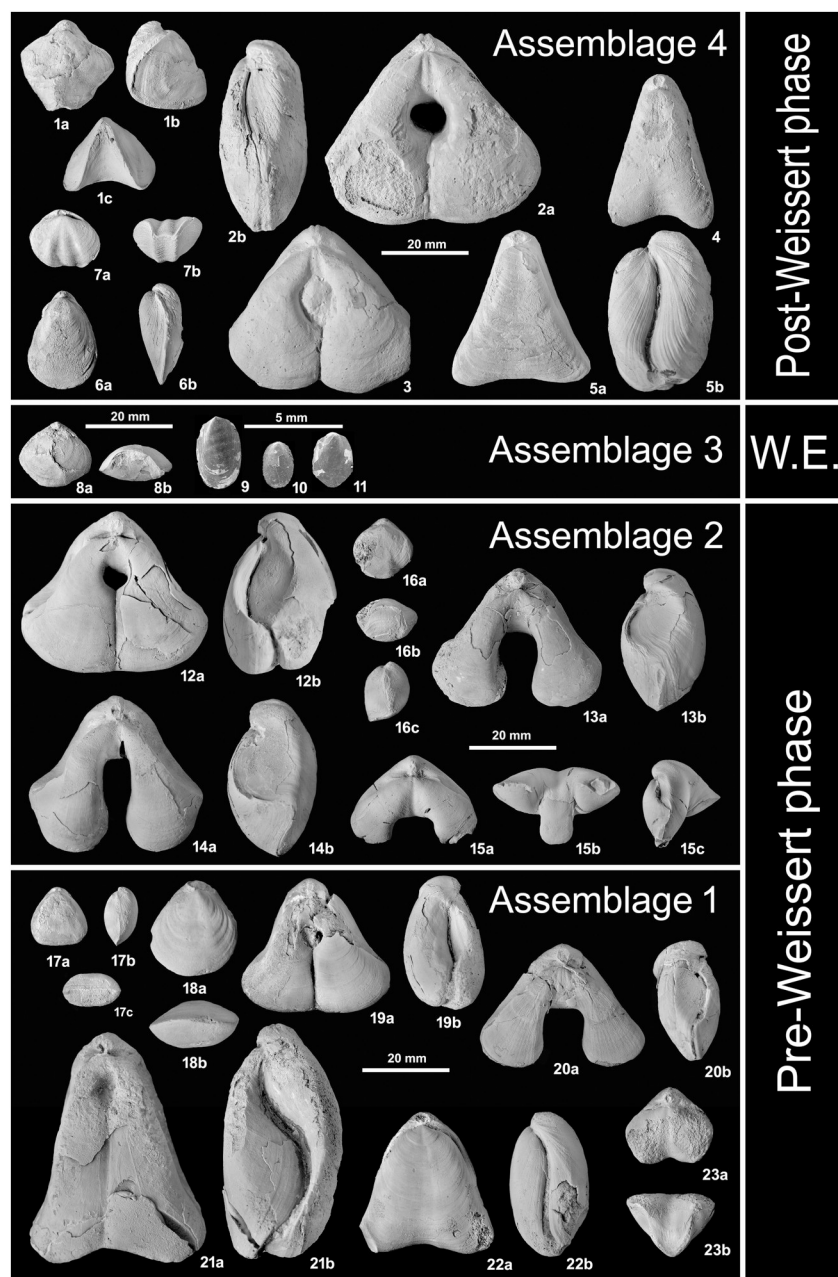 Assemblage 4
Post-Weissert phase
1a
1b
1c
2b
2a
4
20 mm
7a
7b
6a
6b
3
5a
5b
Assemblage 3
W.E.
20 mm
5 mm
8a
8b
9
10
11
Assemblage 2
Pre-Weissert phase
12a
12b
16a
16b
16c
13a
13b
20 mm
14a
14b
15a
15b
15c
Assemblage 1
17a
17b
17c
18a
18b
19a
19b
20a
20b
20 mm
21a
21b
22a
22b
23a
23b